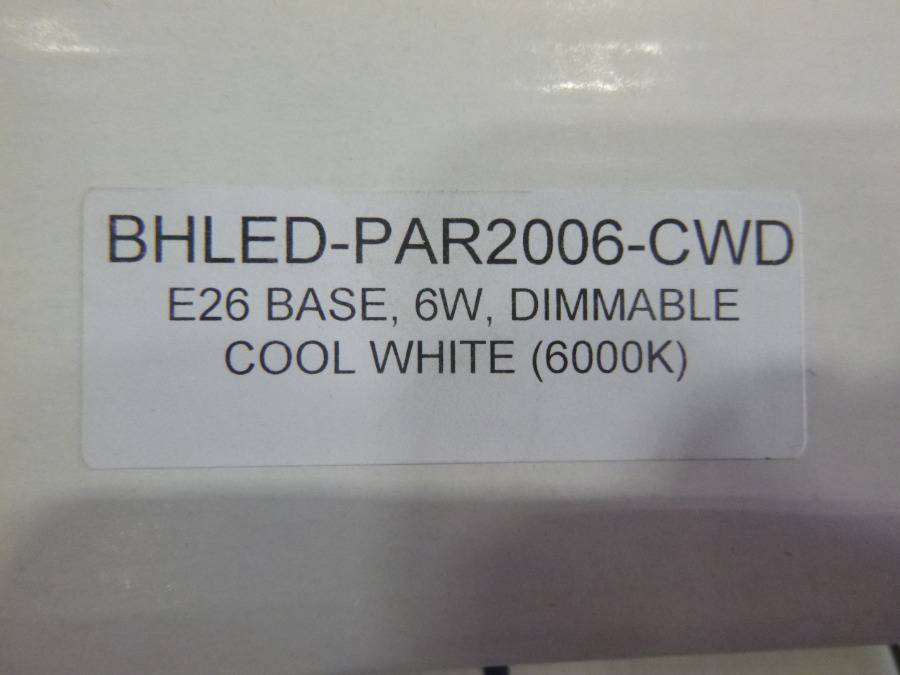 BHLED-PAR2006-CWD
E26 BASE, 6W, DIMMABLE
COOL WHITE (6000K)